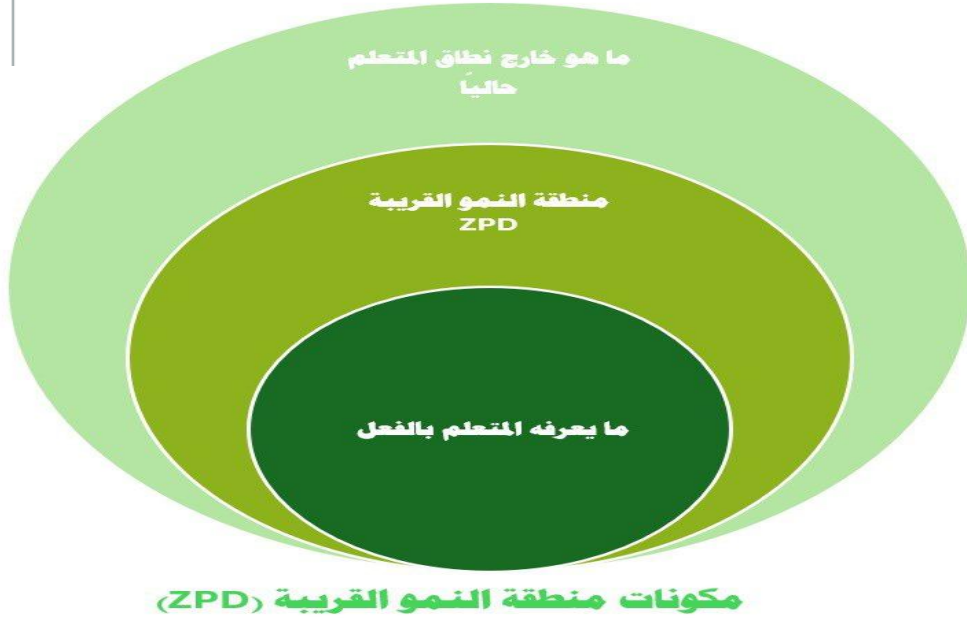 ما هو خارج نطاق المتعلم
حالياً
منطقة النمو القريبة
ZPD
ما يعرفه المتعلم بالفعل
مكونات منطقة النمو القريبة (ZPD)